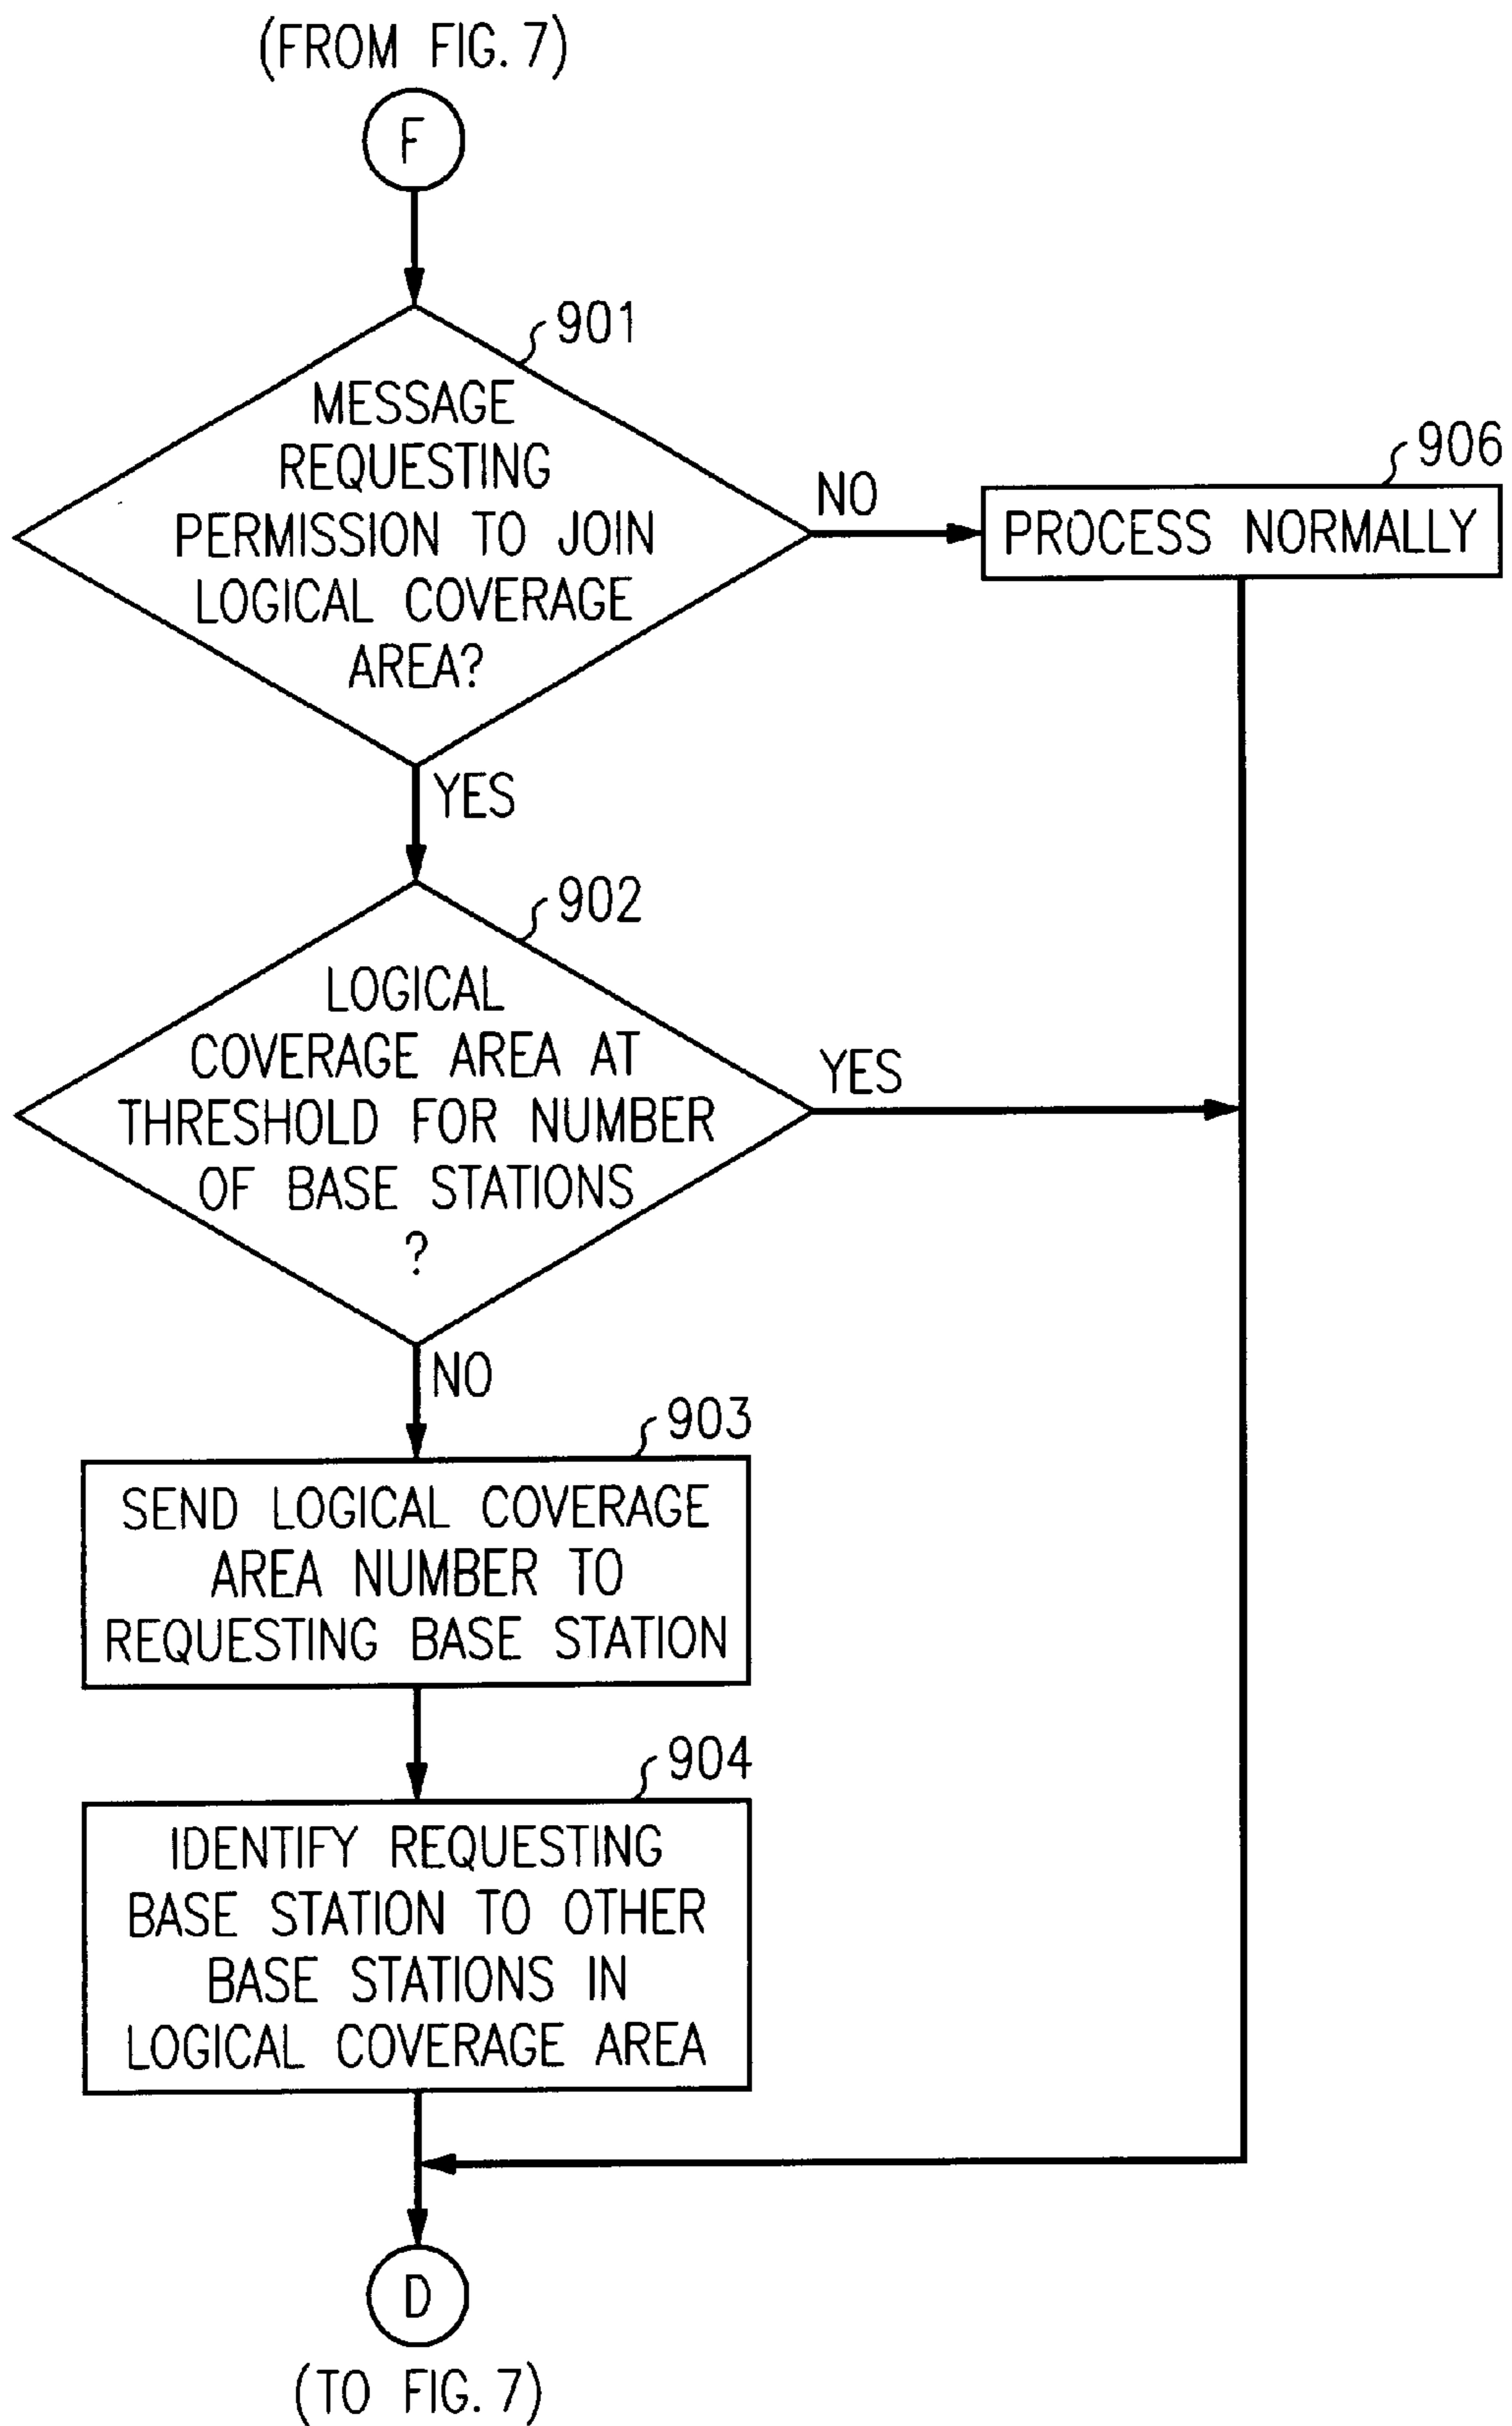 (FROM FIG. 7)
F
901
MESSAGE
REQUESTING
PERMISSION TO JOIN
LOGICAL COVERAGE
AREA?
NO
906
PROCESS NORMALLY
YES
902
LOGICAL
COVERAGE AREA AT
THRESHOLD FOR NUMBER
OF BASE STATIONS
?
YES
NO
903
SEND LOGICAL COVERAGE
AREA NUMBER TO
REQUESTING BASE STATION
904
IDENTIFY REQUESTING
BASE STATION TO OTHER
BASE STATIONS IN
LOGICAL COVERAGE AREA
D
(TO FIG. 7)